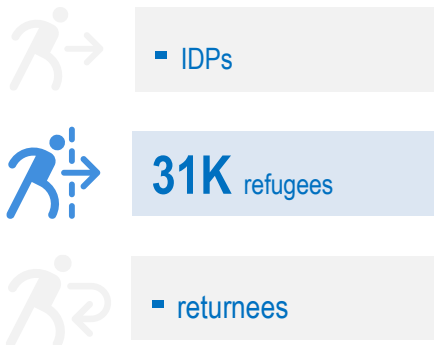 - IDPs
31K refugees
- returnees